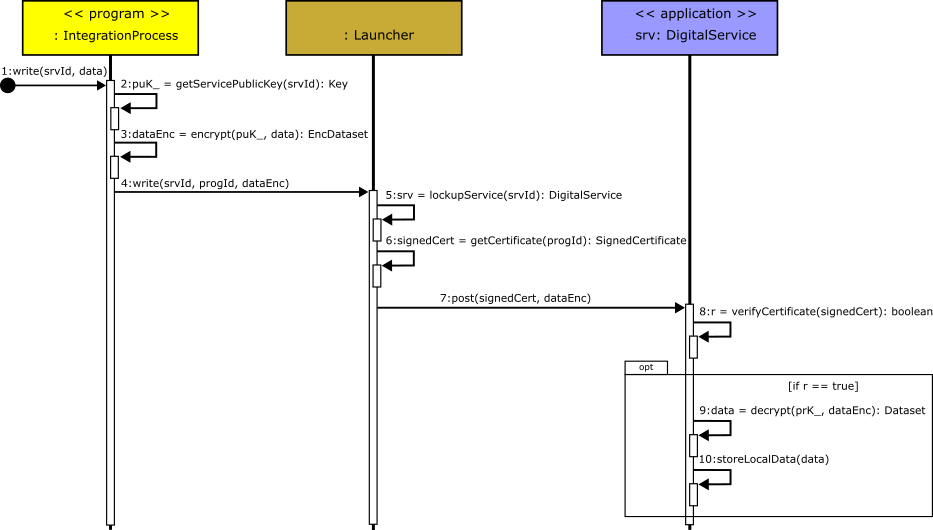 << program >>
: IntegrationProcess
: Launcher
<< application >>
srv: DigitalService
1:write(srvId, data)
2:puK_ = getServicePublicKey(srvId): Key
3:dataEnc = encrypt(puK_, data): EncDataset
4:write(srvId, progId, dataEnc)
5:srv = lockupService(srvId): DigitalService
6:signedCert = getCertificate(progId): SignedCertificate
7:post(signedCert, dataEnc)
8:r = verifyCertificate(signedCert): boolean
opt
[if r == true]
9:data = decrypt(prK_, dataEnc): Dataset
10:storeLocalData(data)